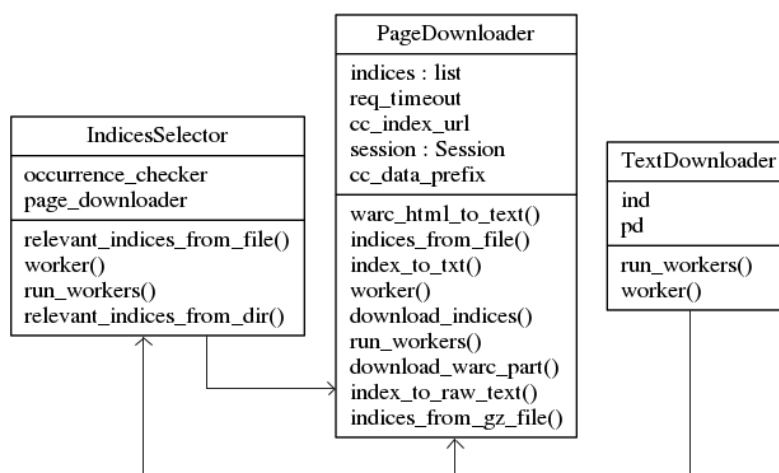 IndicesSelector
occurrence_checker
page_downloader
relevant_indices_from_file()
worker()
run_workers()
relevant_indices_from_dir()
PageDownloader
indices : list
req_timeout
cc_index_url
session : Session
cc_data_prefix
warc_html_to_text()
indices_from_file()
index_to_txt()
worker()
download_indices()
run_workers()
download_warc_part()
index_to_raw_text()
indices_from_gz_file()
TextDownloader
ind
pd
run_workers()
worker()